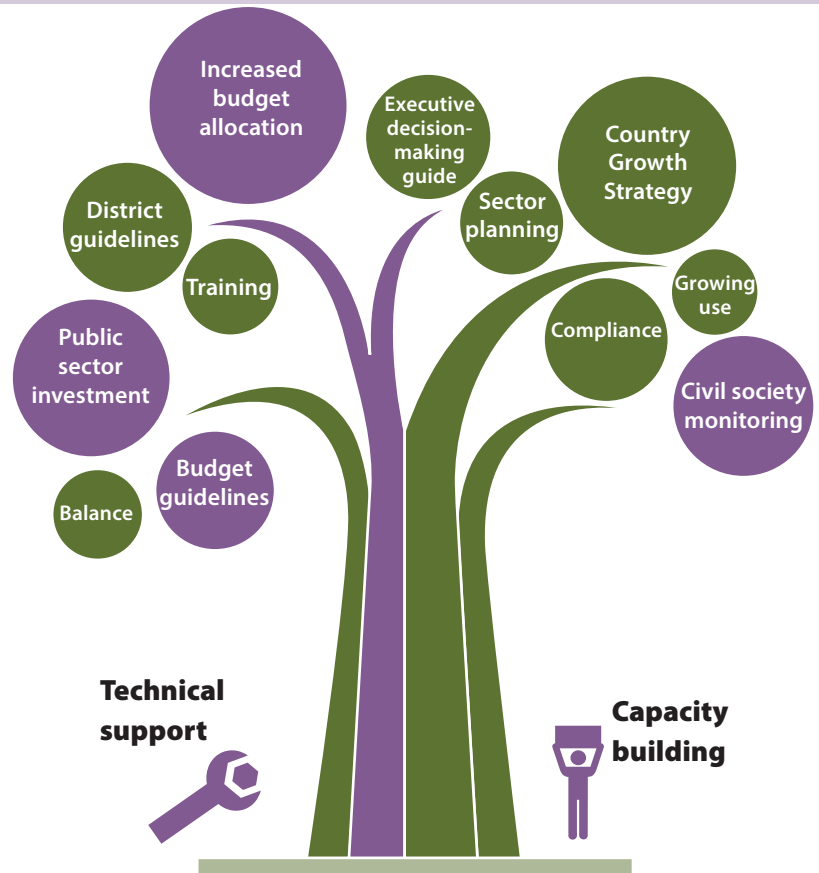 Increased
budget
allocation
Executive
decision-
making
guide
Country
Growth
Strategy
District
guidelines
Sector
planning
Training
Growing
use
Public
sector
investment
Compliance
Civil society
monitoring
Budget
guidelines
Balance
Technical
support
Capacity
building